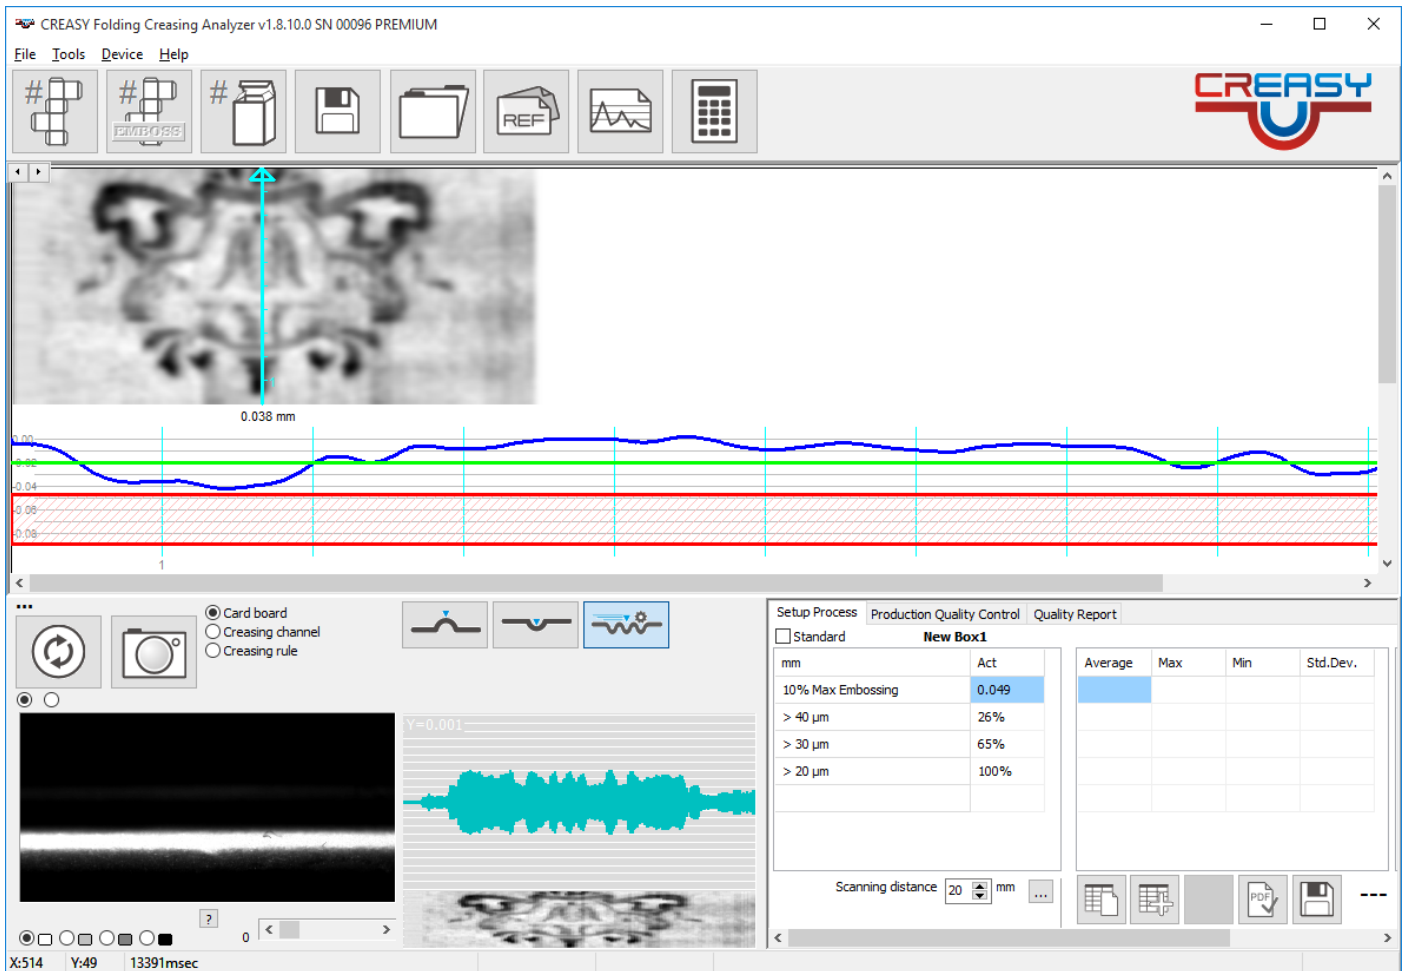 CREASY Folding Creasing Analyzer v1.8.10.0 SN 00096 PREMIUM
File Tools Device Help
#
# EMBOSS
#
REF
CREASY
0.038 mm
0.00
-0.02
-0.04
-0.06
-0.08
1
Card board
Creasing channel
Creasing rule
Y=0.001
? 
0
Setup Process Production Quality Control Quality Report
Standard New Box1
mm Act
10% Max Embossing 0.049
> 40 µm 26%
> 30 µm 65%
> 20 µm 100%
Average Max Min Std.Dev.
Scanning distance 20 mm ...
PDF
---
X:514 Y:49 13391msec